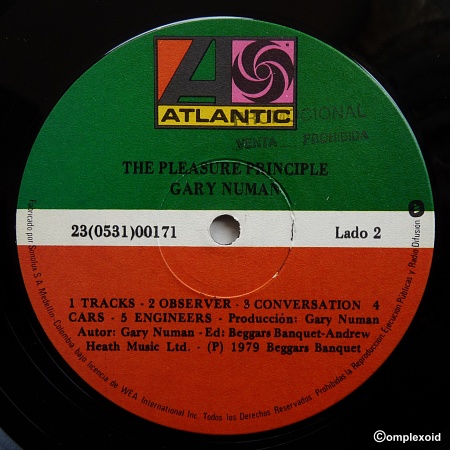 ATLANTIC
CIONAL
VENTA PROHIBIDA
THE PLEASURE PRINCIPLE
GARY NUMAN
23(0531)00171
Lado 2
1 TRACKS · 2 OBSERVER · 3 CONVERSATION 4
CARS · 5 ENGINEERS · Producción: Gary Numan
Autor: Gary Numan - Ed: Beggars Banquet-Andrew
Heath Music Ltd. · (P) 1979 Beggars Banquet
Fabricado por Sonolux S.A. Medellín-Colombia bajo licencia de WEA International Inc. Todos los Derechos Reservados. Prohibidas la Reproducción, Ejecución Públicas y Radio Difusión
©omplexoid